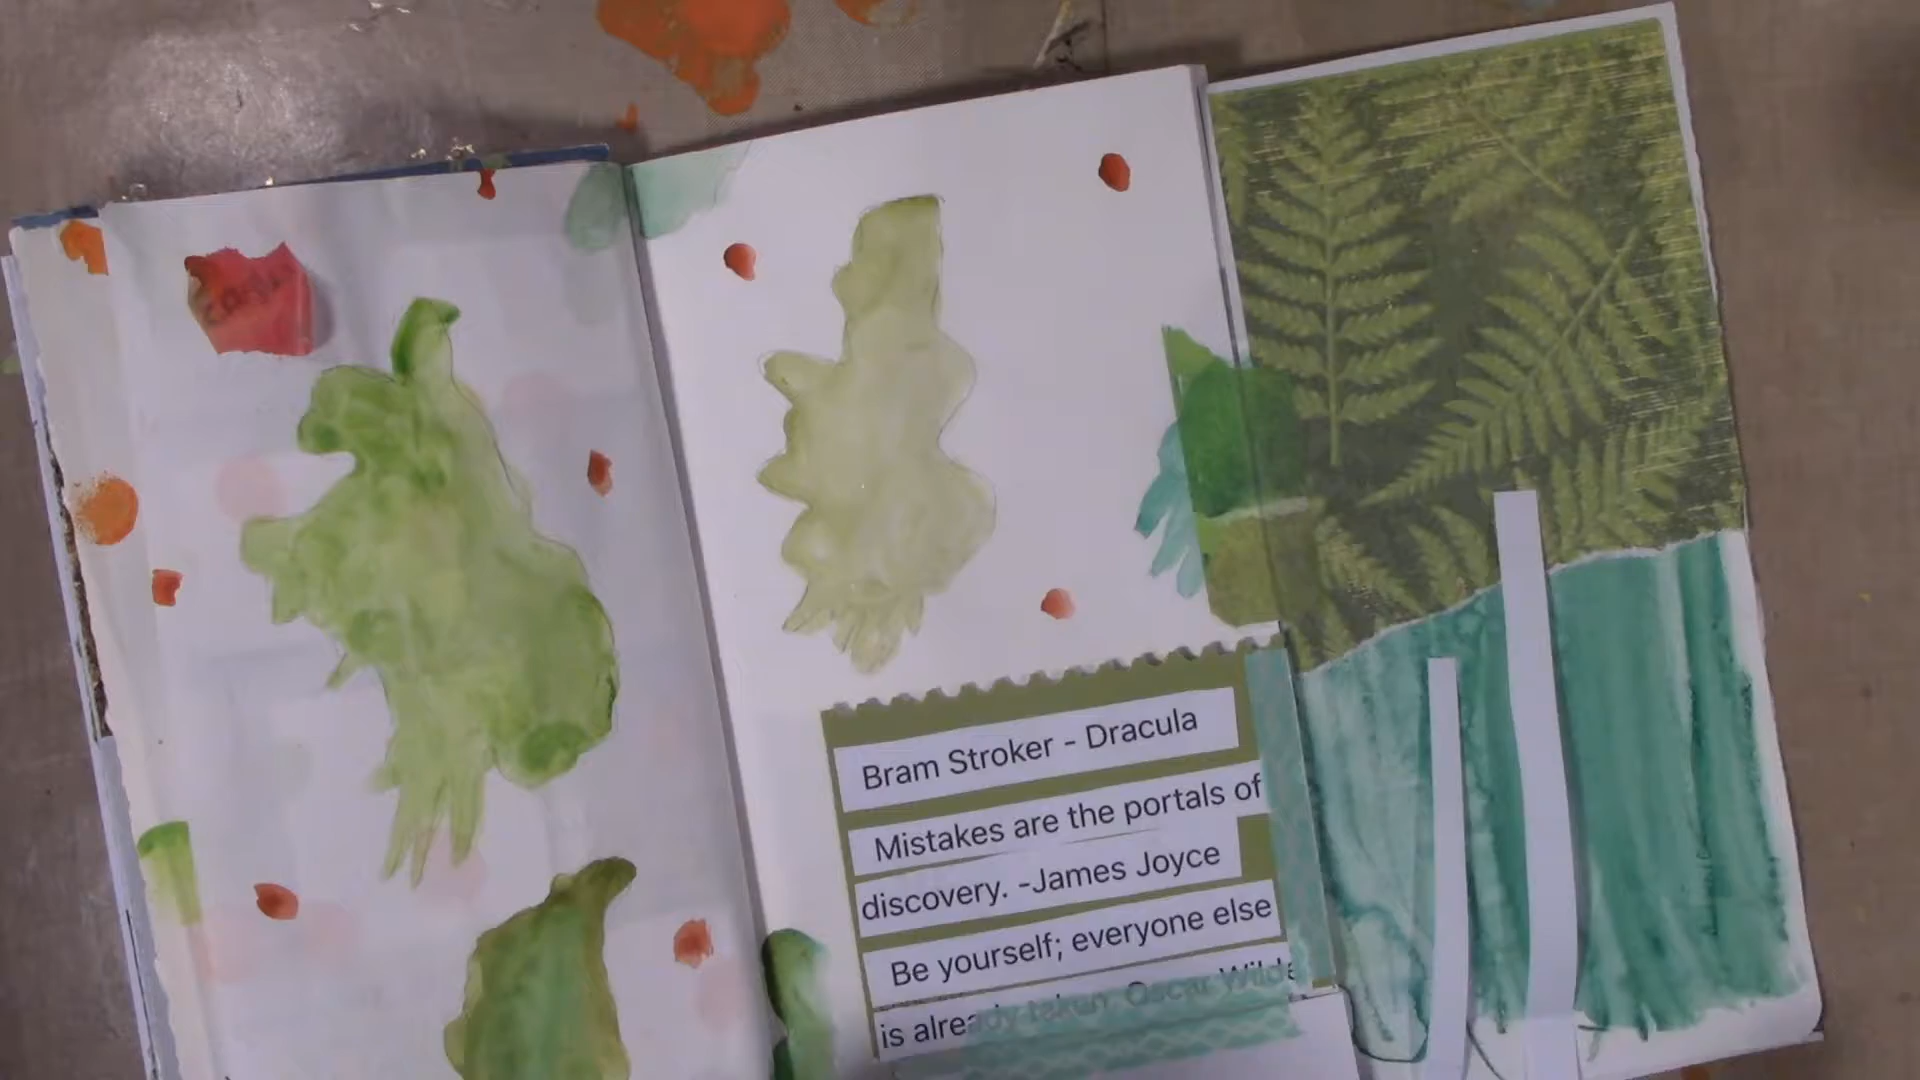 Bram Stroker - Dracula
Mistakes are the portals of
discovery. -James Joyce
Be yourself; everyone else
is already taken. Oscar Wilde